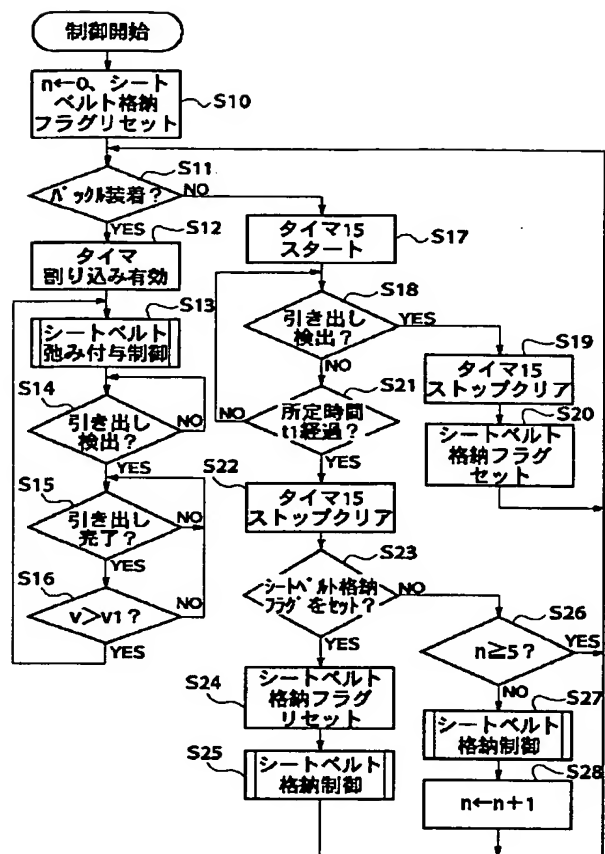 制御開始
n←0、シート
ベルト格納
フラグリセット
S10
S11
バックル装着？
NO
YES
S12
タイマ
割り込み有効
S13
シートベルト
弛み付与制御
S14
引き出し
検出？
NO
YES
S15
引き出し
完了？
NO
YES
S16
v>v1？
NO
YES
S17
タイマ15
スタート
S18
引き出し
検出？
YES
NO
S19
タイマ15
ストップクリア
S20
シートベルト
格納フラグ
セット
S21
所定時間
t1経過？
NO
YES
S22
タイマ15
ストップクリア
S23
シートベルト格納
フラグをセット？
NO
YES
S24
シートベルト
格納フラグ
リセット
S25
シートベルト
格納制御
S26
n≧5？
YES
NO
S27
シートベルト
格納制御
S28
n←n+1